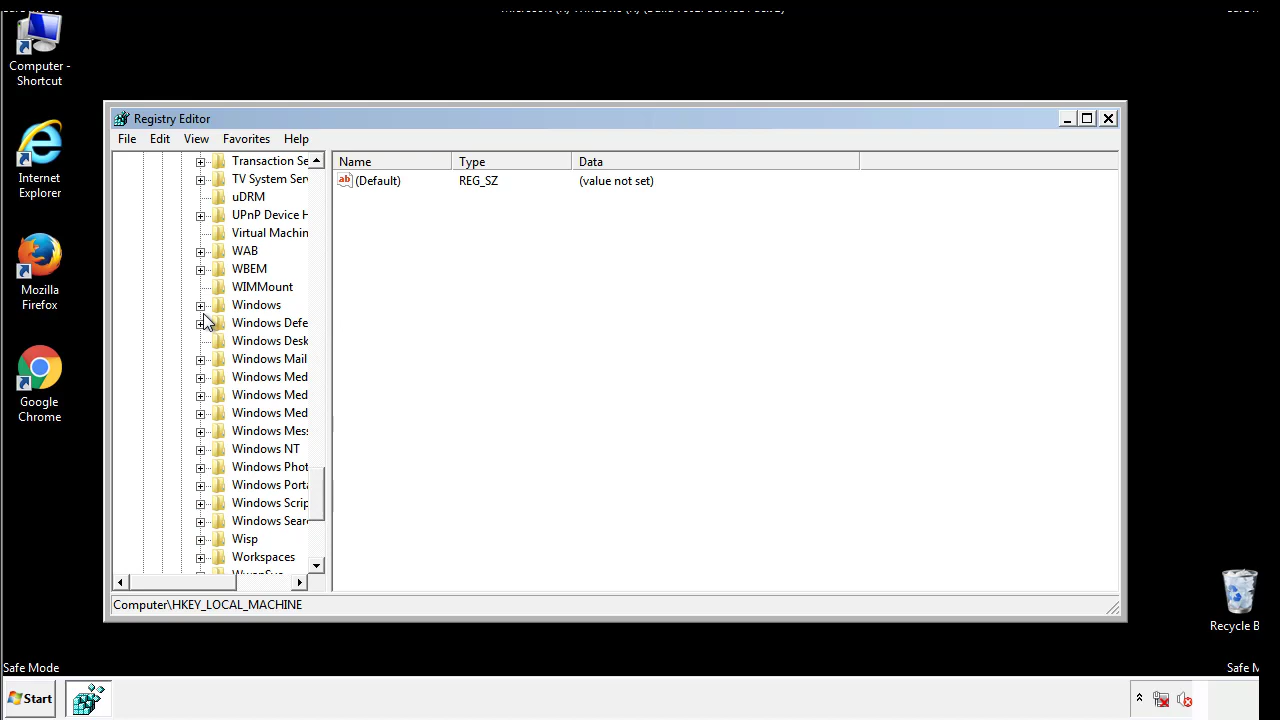 Computer -
Shortcut
Internet
Explorer
Mozilla
Firefox
Google
Chrome
Registry Editor
File Edit View Favorites Help
Name Type Data
(Default) REG_SZ (value not set)
Transaction Se
TV System Serv
uDRM
UPnP Device H
Virtual Machin
WAB
WBEM
WIMMount
Windows
Windows Defe
Windows Desk
Windows Mail
Windows Med
Windows Med
Windows Med
Windows Mess
Windows NT
Windows Phot
Windows Porta
Windows Scrip
Windows Sear
Wisp
Workspaces
Computer\HKEY_LOCAL_MACHINE
Recycle B
Safe Mode
Safe M
Start